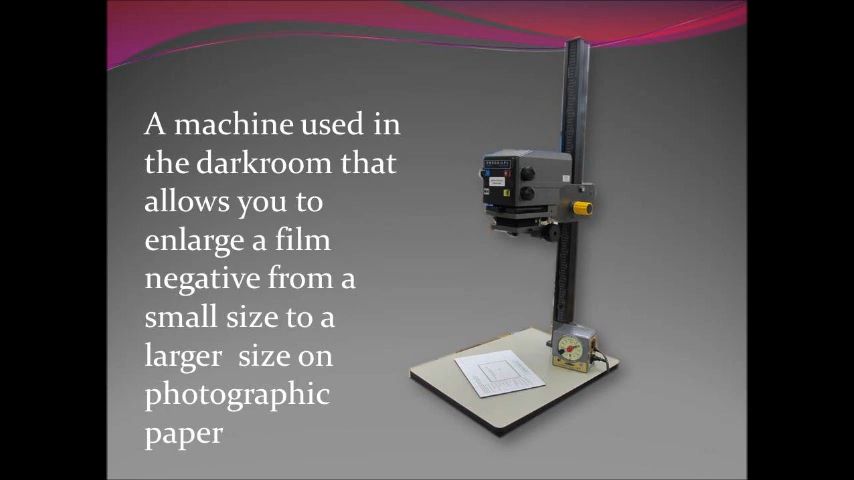 A machine used in
the darkroom that
allows you to
enlarge a film
negative from a
small size to a
larger  size on
photographic
paper